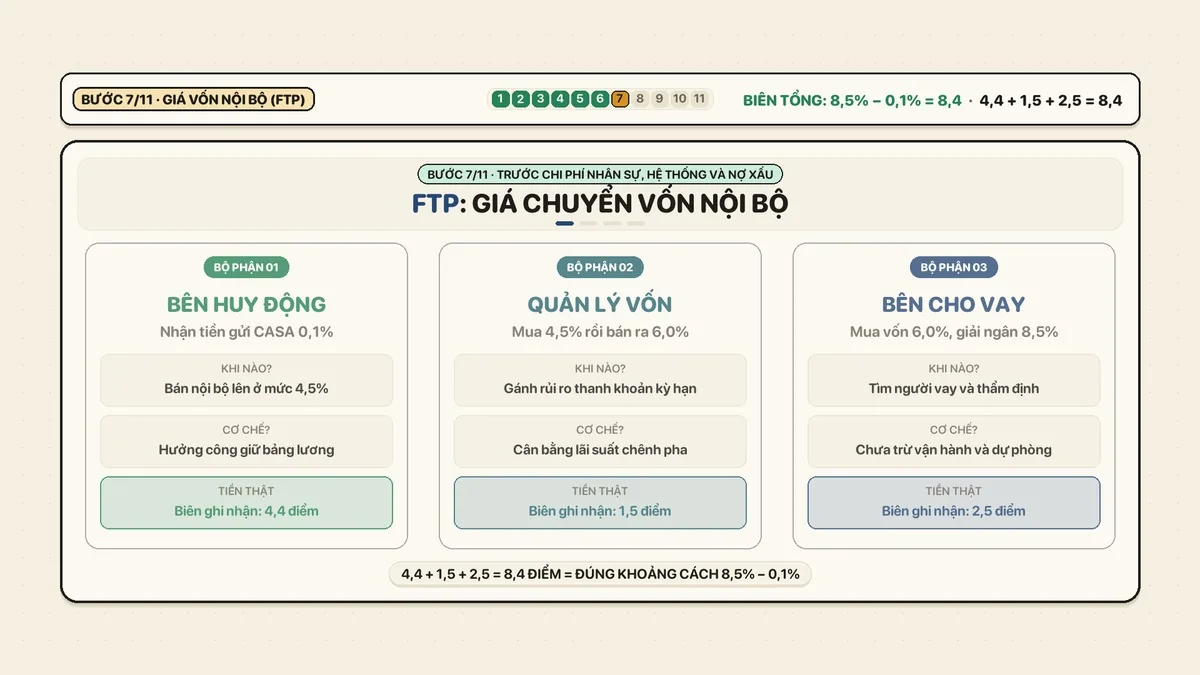 BƯỚC 7/11 · GIÁ VỐN NỘI BỘ (FTP)
1 2 3 4 5 6 7 8 9 10 11
BIÊN TỔNG: 8,5% – 0,1% = 8,4 · 4,4 + 1,5 + 2,5 = 8,4
BƯỚC 7/11 · TRƯỚC CHI PHÍ NHÂN SỰ, HỆ THỐNG VÀ NỢ XẤU
FTP: GIÁ CHUYỂN VỐN NỘI BỘ
BỘ PHẬN 01
BÊN HUY ĐỘNG
Nhận tiền gửi CASA 0,1%
KHI NÀO?
Bán nội bộ lên ở mức 4,5%
CƠ CHẾ?
Hưởng công giữ bảng lương
TIỀN THẬT
Biên ghi nhận: 4,4 điểm
BỘ PHẬN 02
QUẢN LÝ VỐN
Mua 4,5% rồi bán ra 6,0%
KHI NÀO?
Gánh rủi ro thanh khoản kỳ hạn
CƠ CHẾ?
Cân bằng lãi suất chênh pha
TIỀN THẬT
Biên ghi nhận: 1,5 điểm
BỘ PHẬN 03
BÊN CHO VAY
Mua vốn 6,0%, giải ngân 8,5%
KHI NÀO?
Tìm người vay và thẩm định
CƠ CHẾ?
Chưa trừ vận hành và dự phòng
TIỀN THẬT
Biên ghi nhận: 2,5 điểm
4,4 + 1,5 + 2,5 = 8,4 ĐIỂM = ĐÚNG KHOẢNG CÁCH 8,5% – 0,1%